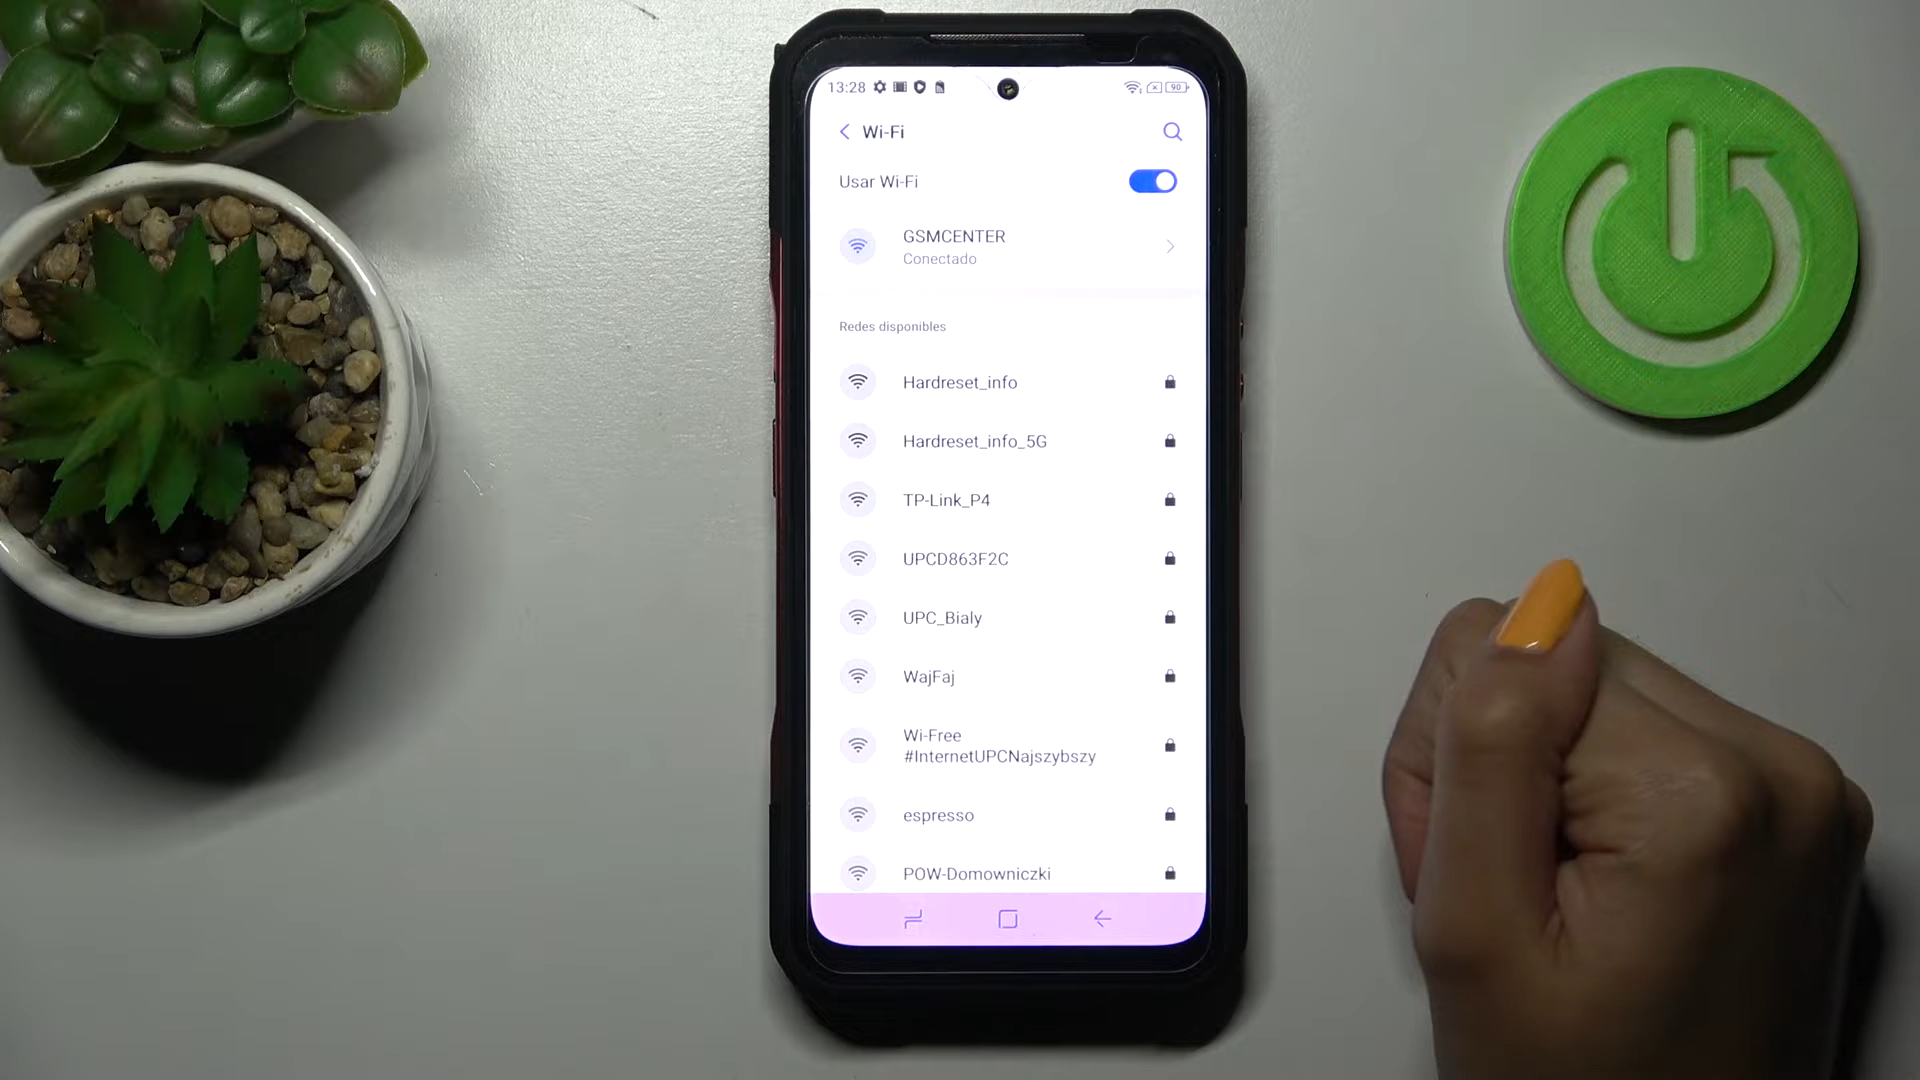 13:28
90
Wi-Fi
Usar Wi-Fi
GSMCENTER
Conectado
Redes disponibles
Hardreset_info
Hardreset_info_5G
TP-Link_P4
UPCD863F2C
UPC_Bialy
WajFaj
Wi-Free
#InternetUPCNajszybszy
espresso
POW-Domowniczki